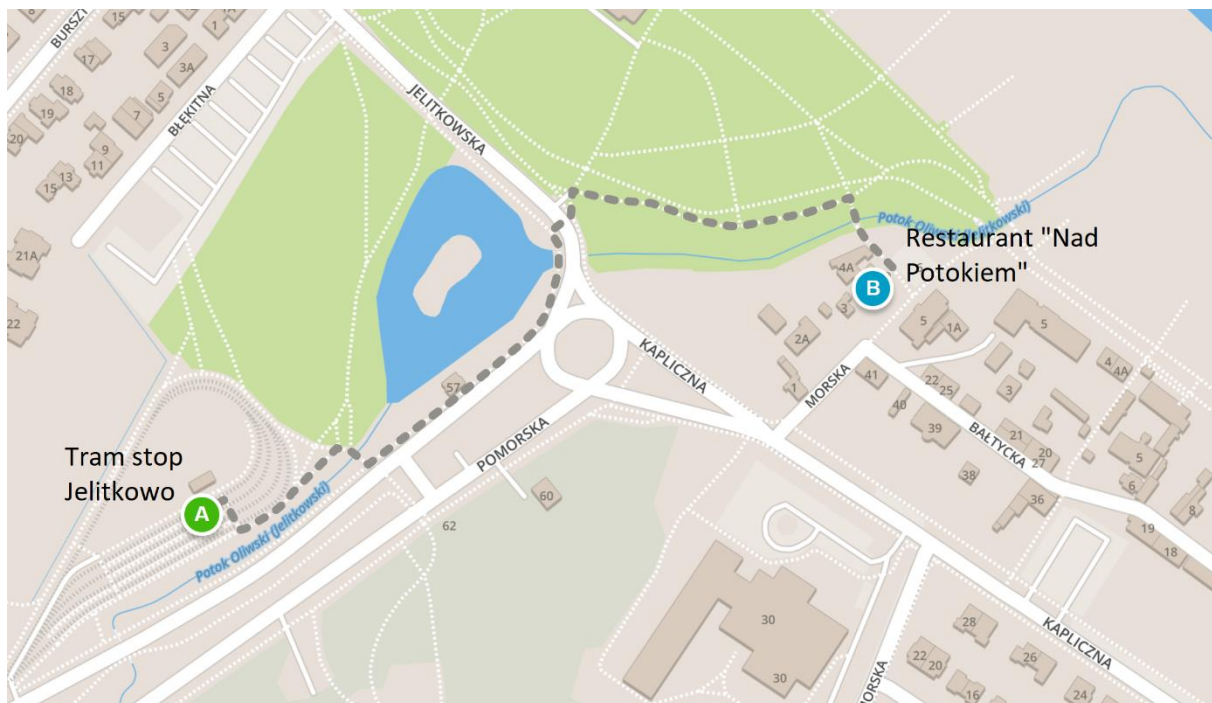 BURSZT
15
1A
1
17
3
3A
18
5
19
7
20
9
11
13
15
BŁĘKITNA
JELITKOWSKA
21A
22
Potok Oliwski (Jelitkowski)
Restaurant "Nad
Potokiem"
4A
B
3
2A
5
1A
5
KAPLICZNA
1
MORSKA
41
22
25
4
4A
3
40
39
BAŁTYCKA
21
20
27
5
6
38
36
8
19
18
57
POMORSKA
Tram stop
Jelitkowo
A
Potok Oliwski (Jelitkowski)
60
62
30
30
KAPLICZNA
28
26
22
20
16
24
MORSKA